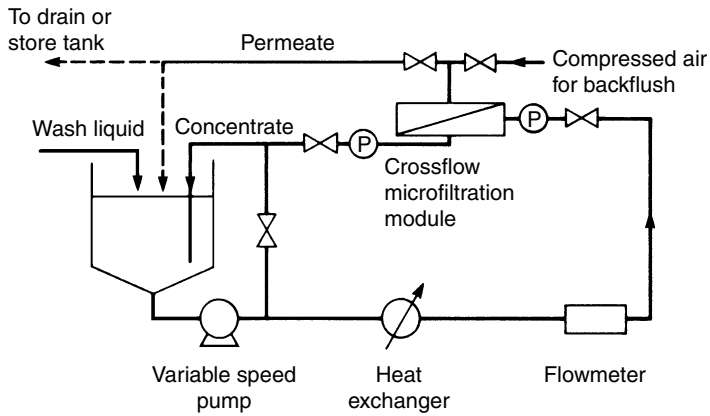 To drain or
store tank
Permeate
Compressed air
for backflush
Wash liquid
Concentrate
P
P
Crossflow
microfiltration
module
Variable speed
pump
Heat
exchanger
Flowmeter